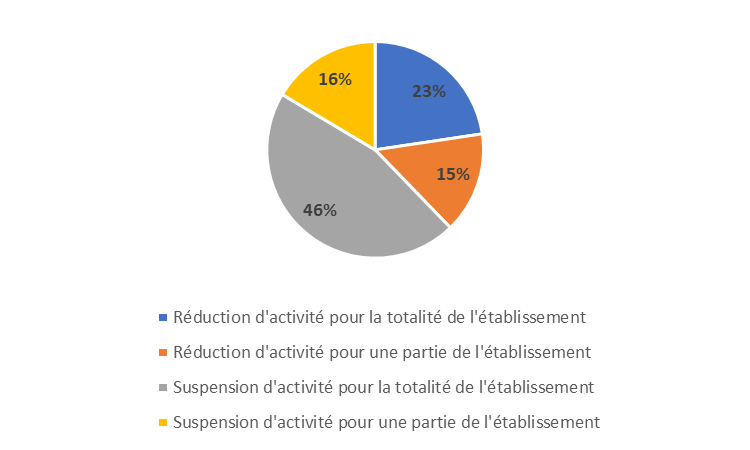 16%
23%
15%
46%
Réduction d'activité pour la totalité de l'établissement
Réduction d'activité pour une partie de l'établissement
Suspension d'activité pour la totalité de l'établissement
Suspension d'activité pour une partie de l'établissement